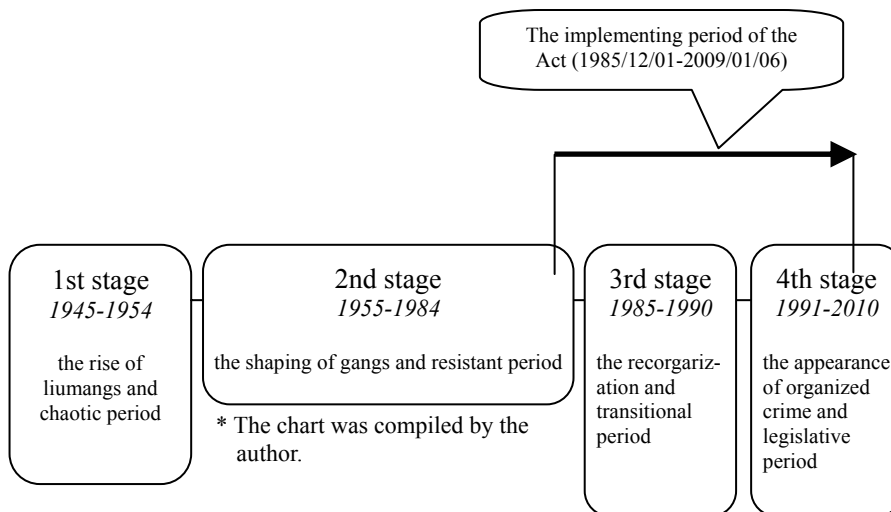 The implementing period of the
Act (1985/12/01-2009/01/06)
1st stage
1945-1954
the rise of
liumangs and
chaotic period
2nd stage
1955-1984
the shaping of gangs and resistant period
* The chart was compiled by the
author.
3rd stage
1985-1990
the recorgariz-
ation and
transitional
period
4th stage
1991-2010
the appearance
of organized
crime and
legislative
period